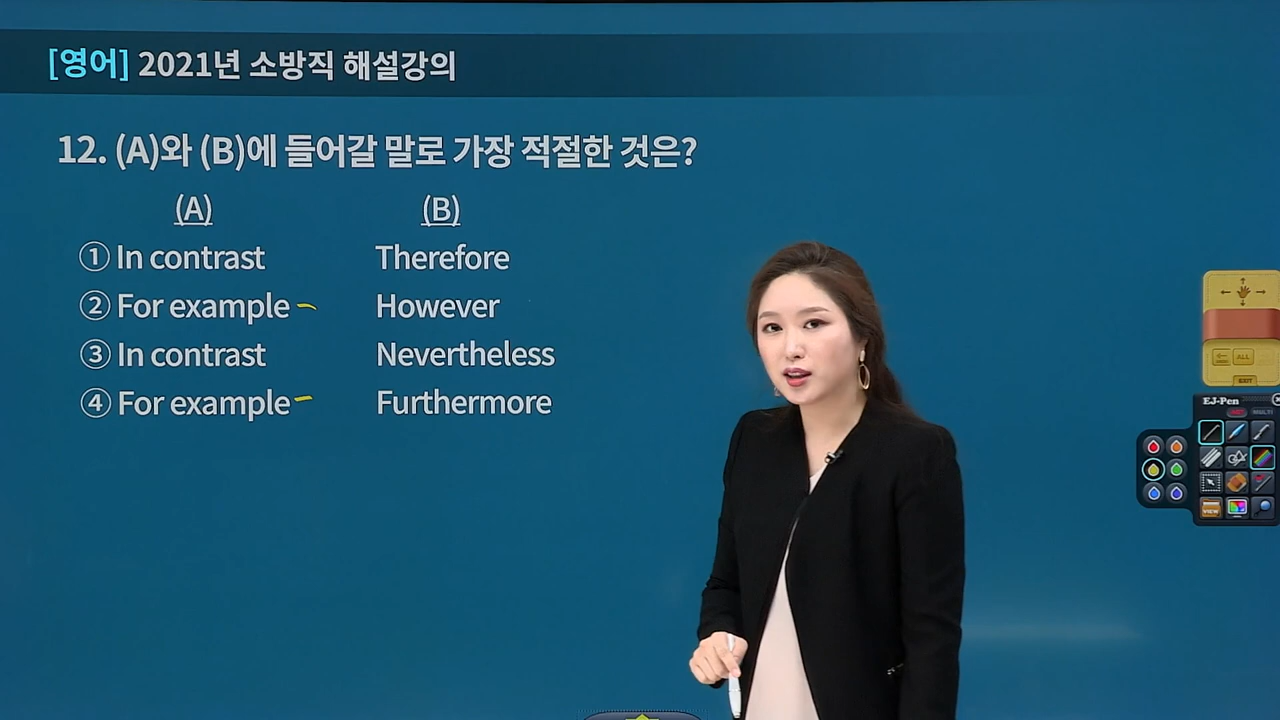 [영어] 2021년 소방직 해설강의
12. (A)와 (B)에 들어갈 말로 가장 적절한 것은?
(A) (B)
① In contrast Therefore
② For example However
③ In contrast Nevertheless
④ For example Furthermore
ALL
EXIT
EJ-Pen
ART MULTI
VIEW